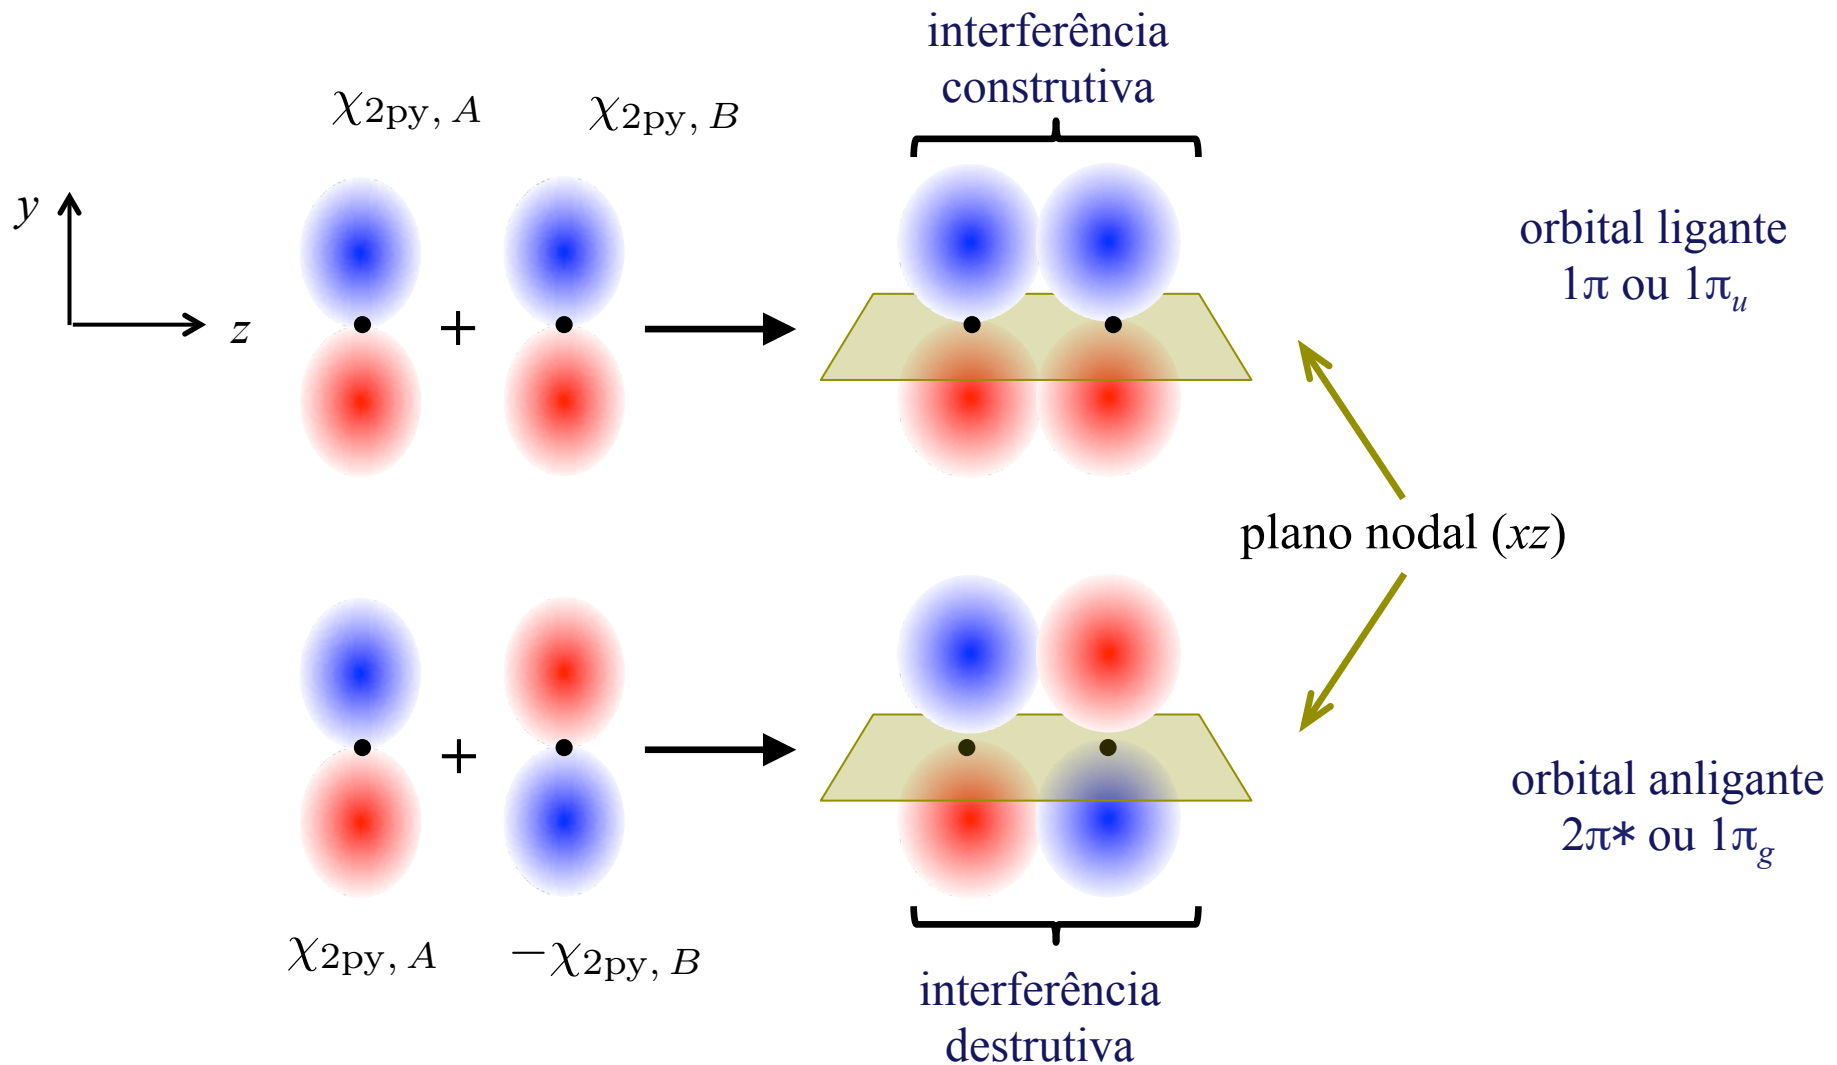 interferência
construtiva
χ2py, A
χ2py, B
y
z
+
orbital ligante
1π ou 1πu
plano nodal (xz)
+
orbital anligante
2π* ou 1πg
χ2py, A
−χ2py, B
interferência
destrutiva